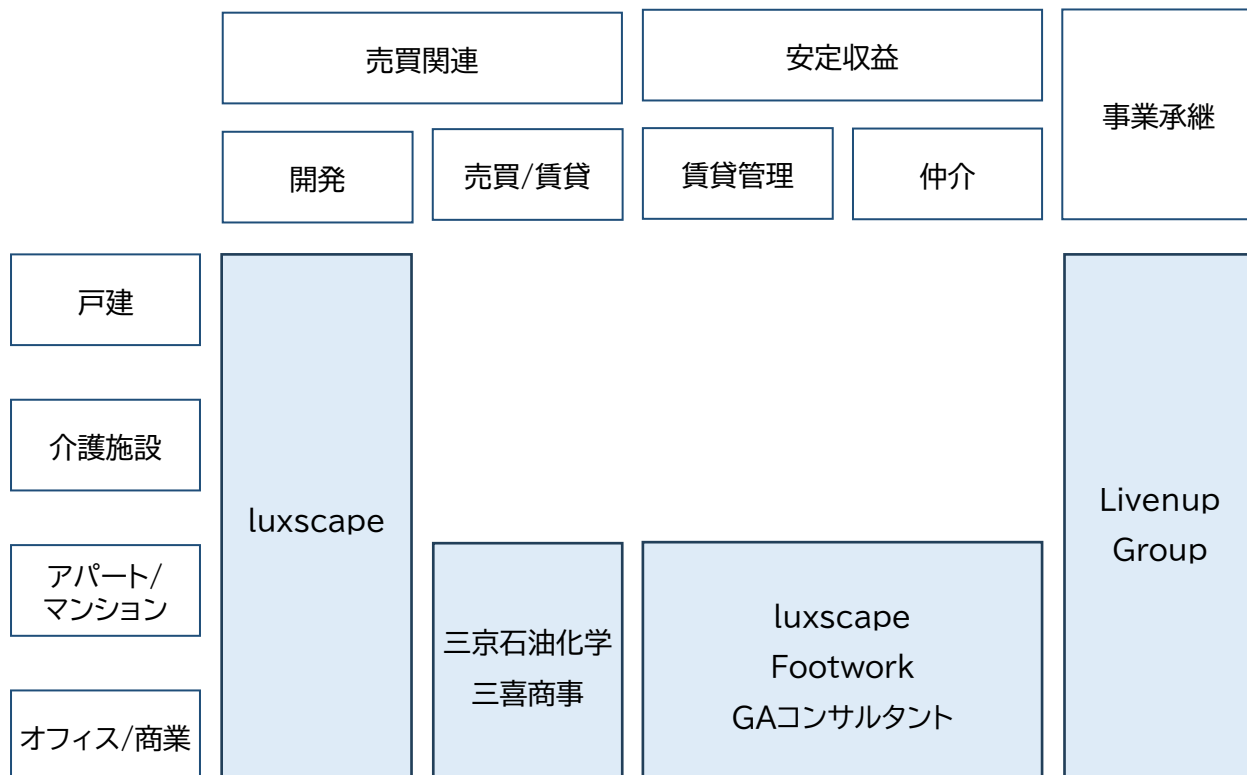 売買関連
安定収益
事業承継
開発
売買/賃貸
賃貸管理
仲介
戸建
介護施設
アパート/
マンション
オフィス/商業
luxscape
三京石油化学
三喜商事
luxscape
Footwork
GAコンサルタント
Livenup
Group